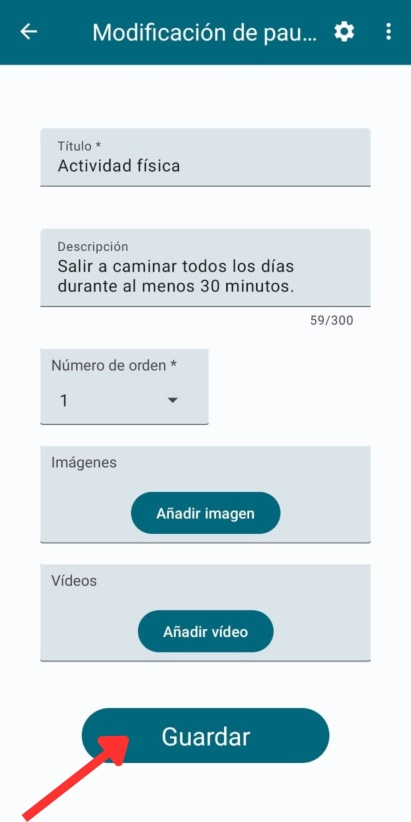 Modificación de pau...
Título *
Actividad física
Descripción
Salir a caminar todos los días
durante al menos 30 minutos.
59/300
Número de orden *
1
Imágenes
Añadir imagen
Vídeos
Añadir vídeo
Guardar